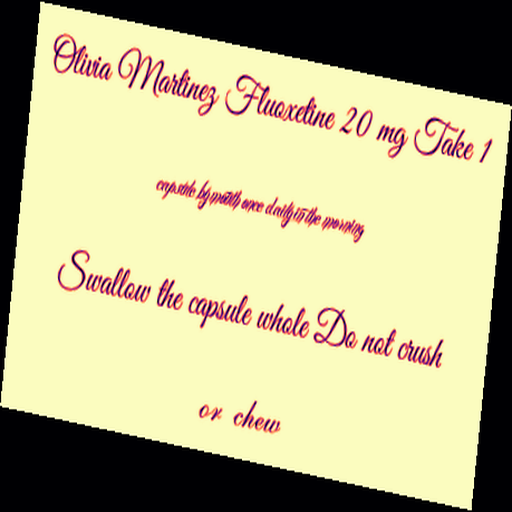 Olivia Martinez Fluoxetine 20 mg Take 1
capsule by mouth once daily in the morning
Swallow the capsule whole Do not crush
or chew